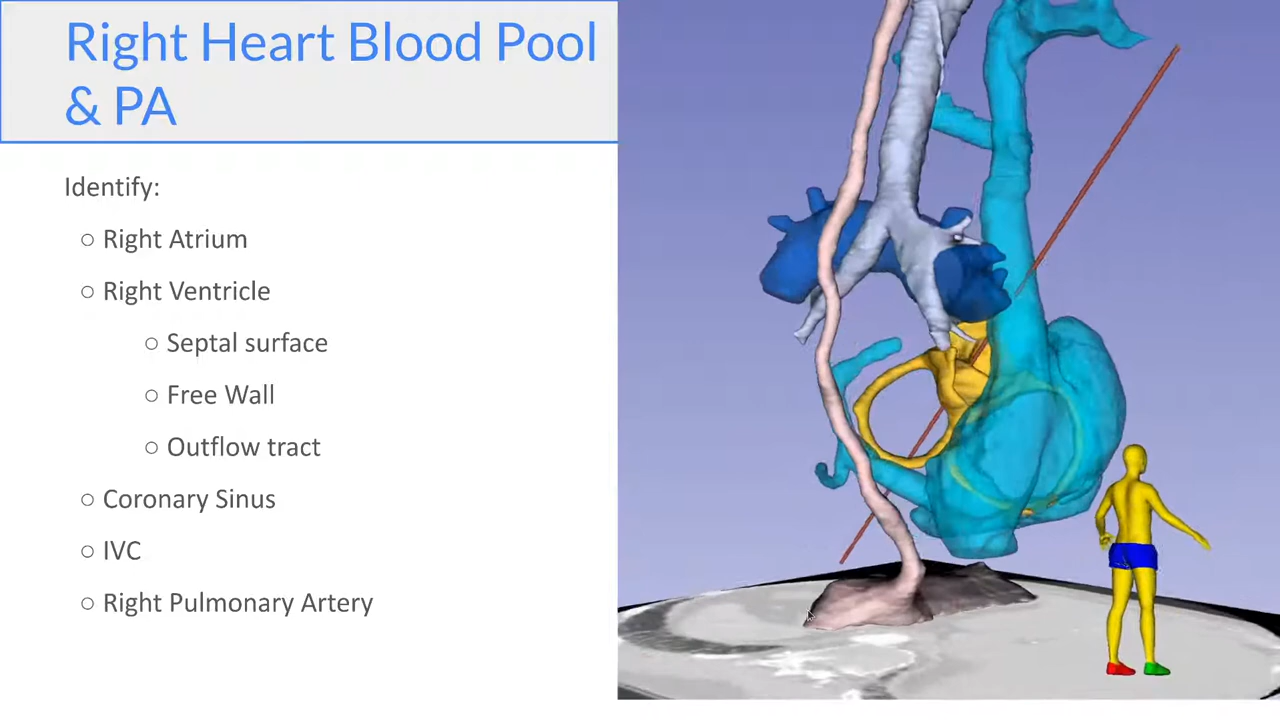 Right Heart Blood Pool
& PA
Identify:
○ Right Atrium
○ Right Ventricle
○ Septal surface
○ Free Wall
○ Outflow tract
○ Coronary Sinus
○ IVC
○ Right Pulmonary Artery